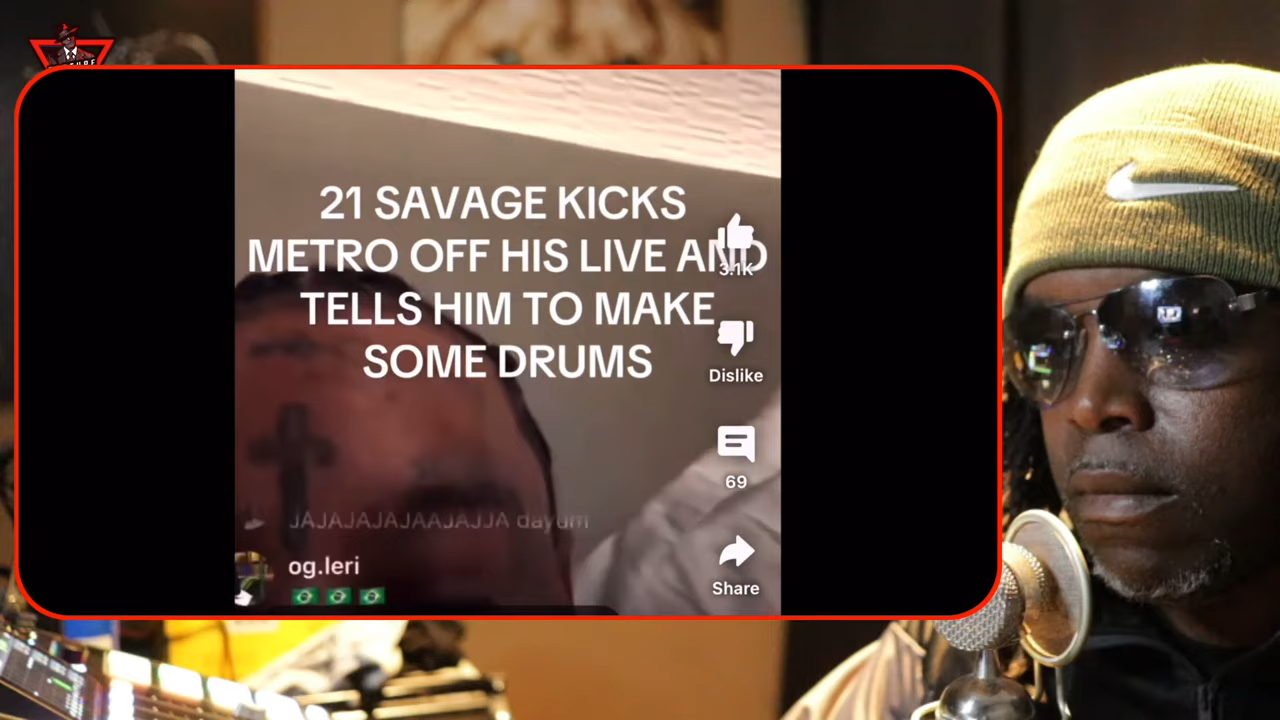 21 SAVAGE KICKS
METRO OFF HIS LIVE AND
TELLS HIM TO MAKE
SOME DRUMS
3.1K
Dislike
69
Share
JAJAJAJAJAAJAJJA dayum
og.leri